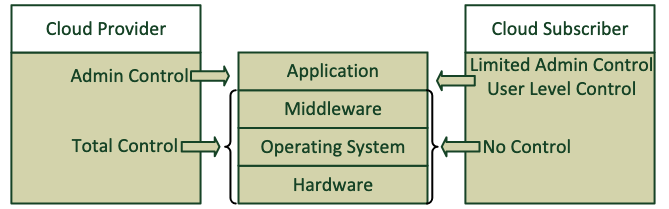 Cloud Provider
Cloud Subscriber
Admin Control
Application
Limited Admin Control
User Level Control
Middleware
Total Control
Operating System
No Control
Hardware